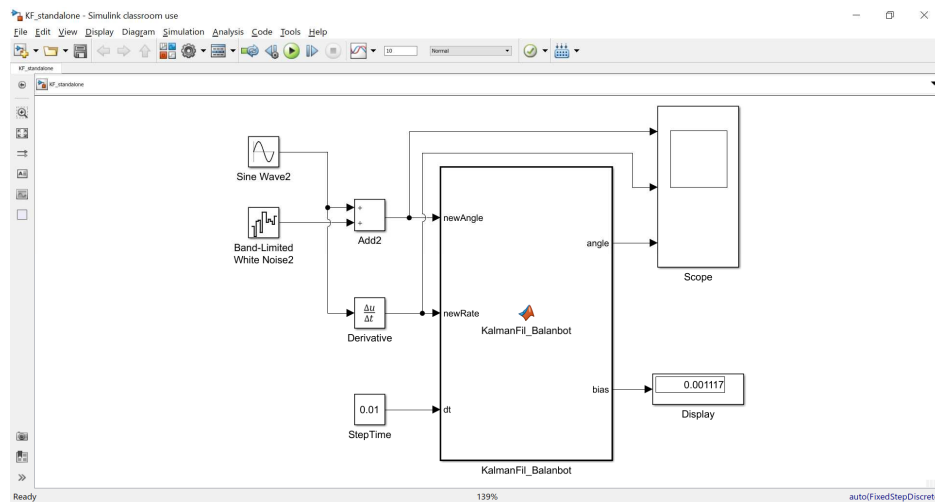 KF_standalone - Simulink classroom use
File Edit View Display Diagram Simulation Analysis Code Tools Help
10
Normal
KF_standalone
KF_standalone
Sine Wave2
Band-Limited
White Noise2
+
+
Add2
Δu
Δt
Derivative
0.01
StepTime
newAngle
newRate
dt
angle
bias
KalmanFil_Balanbot
KalmanFil_Balanbot
Scope
0.001117
Display
Ready
139%
auto(FixedStepDiscret